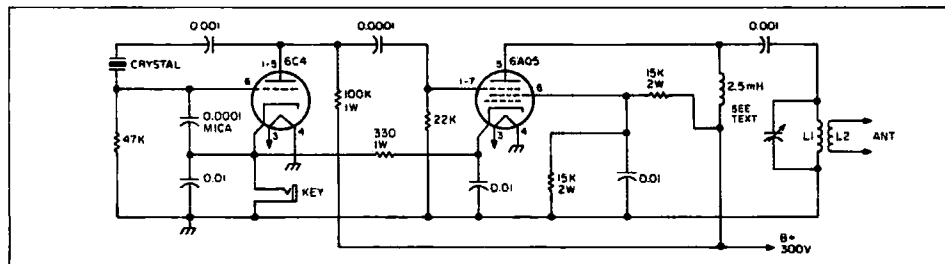 0.001
0.0001
0.001
CRYSTAL
1-5
6C4
6
3
4
47K
0.0001
MICA
0.01
KEY
100K
1W
330
1W
22K
1-7
5
6AQ5
6
3
4
0.01
15K
2W
15K
2W
0.01
2.5mH
SEE
TEXT
L1
L2
ANT
B+
300V